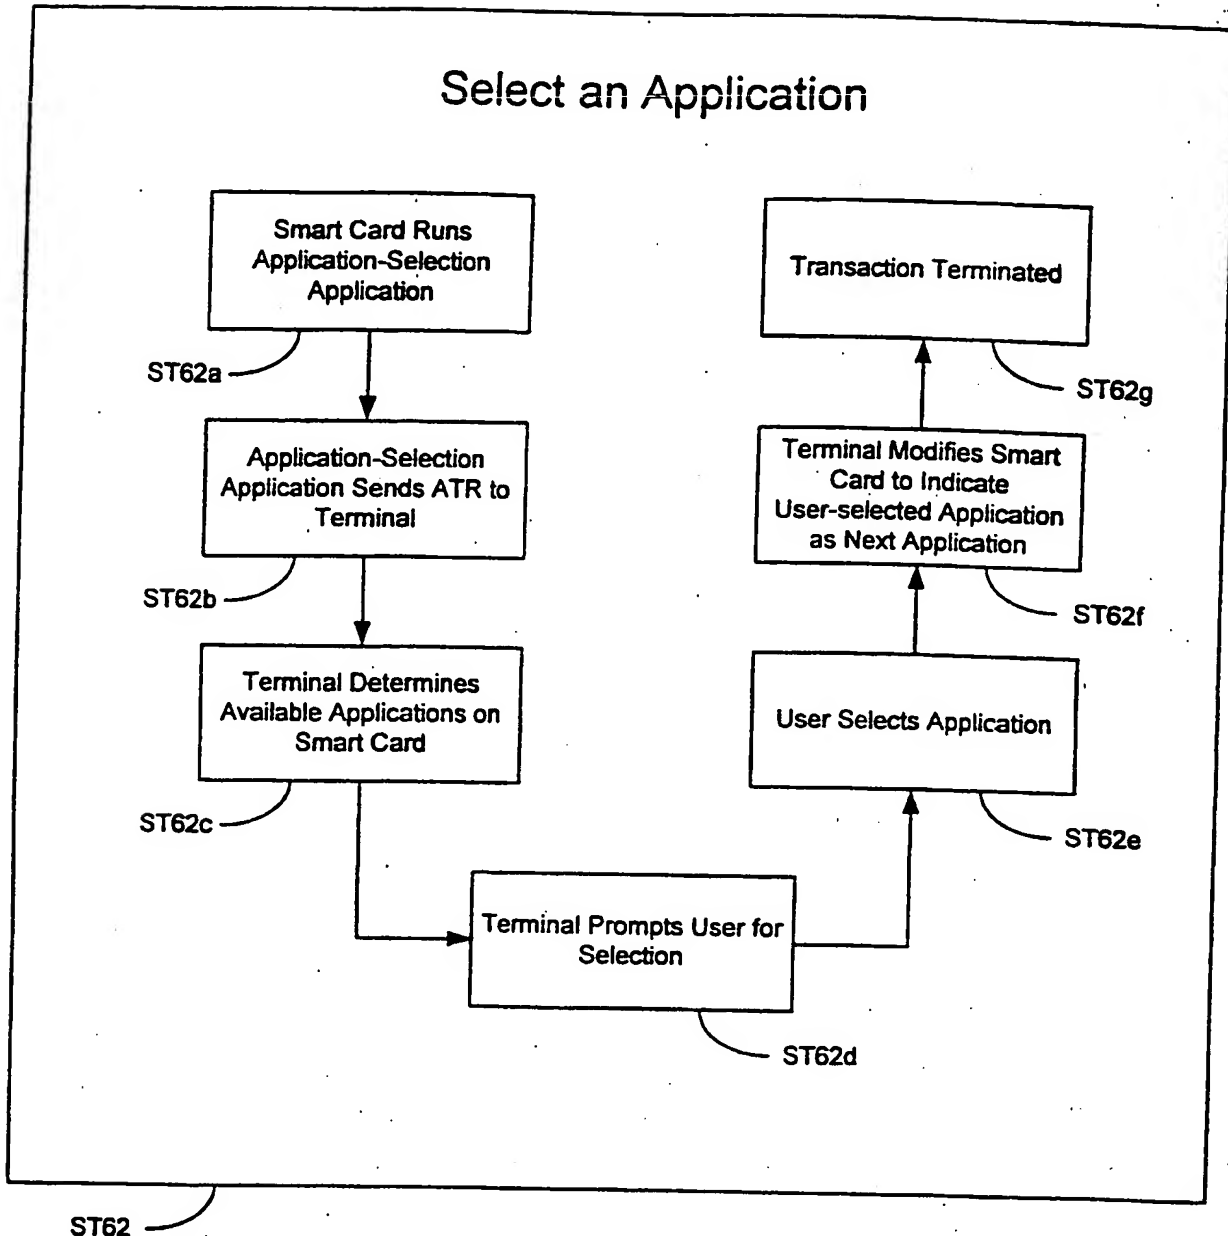 Select an Application
Smart Card Runs
Application-Selection
Application
ST62a
Application-Selection
Application Sends ATR to
Terminal
ST62b
Terminal Determines
Available Applications on
Smart Card
ST62c
Terminal Prompts User for
Selection
ST62d
User Selects Application
ST62e
Terminal Modifies Smart
Card to Indicate
User-selected Application
as Next Application
ST62f
Transaction Terminated
ST62g
ST62